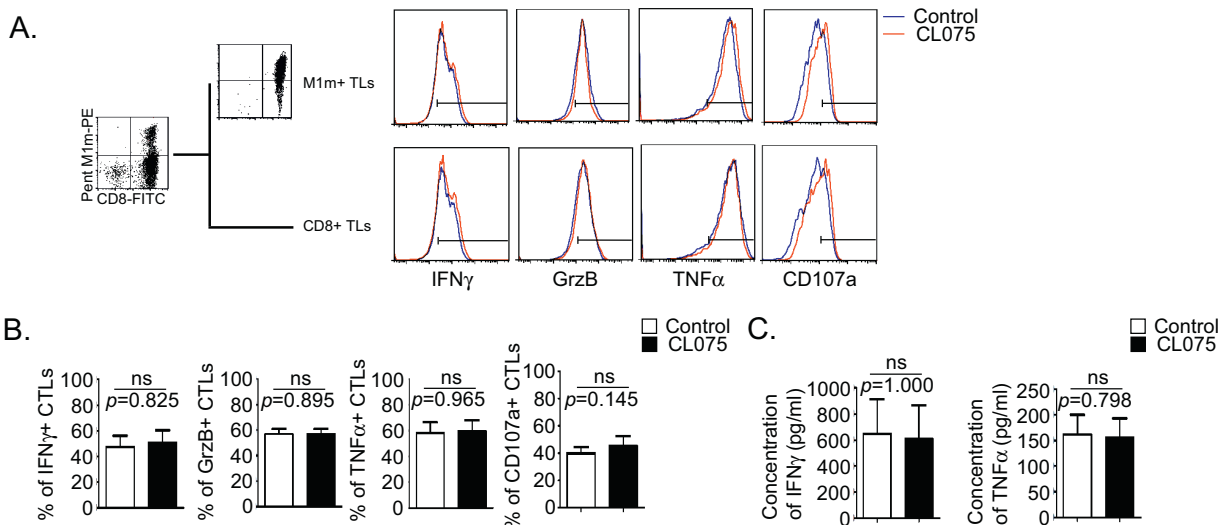 A.
Control
CL075
M1m+ TLs
Pent M1m-PE
CD8-FITC
CD8+ TLs
IFNγ
GrzB
TNFα
CD107a
B.
Control
CL075
% of IFNγ+ CTLs
100
80
60
40
20
0
ns
p=0.825
% of GrzB+ CTLs
100
80
60
40
20
0
ns
p=0.895
% of TNFα+ CTLs
100
80
60
40
20
0
ns
p=0.965
% of CD107a+ CTLs
100
80
60
40
20
0
ns
p=0.145
C.
Control
CL075
Concentration
of IFNγ (pg/ml)
1000
800
600
400
200
0
ns
p=1.000
Concentration
of TNFα (pg/ml)
250
200
150
100
50
0
ns
p=0.798